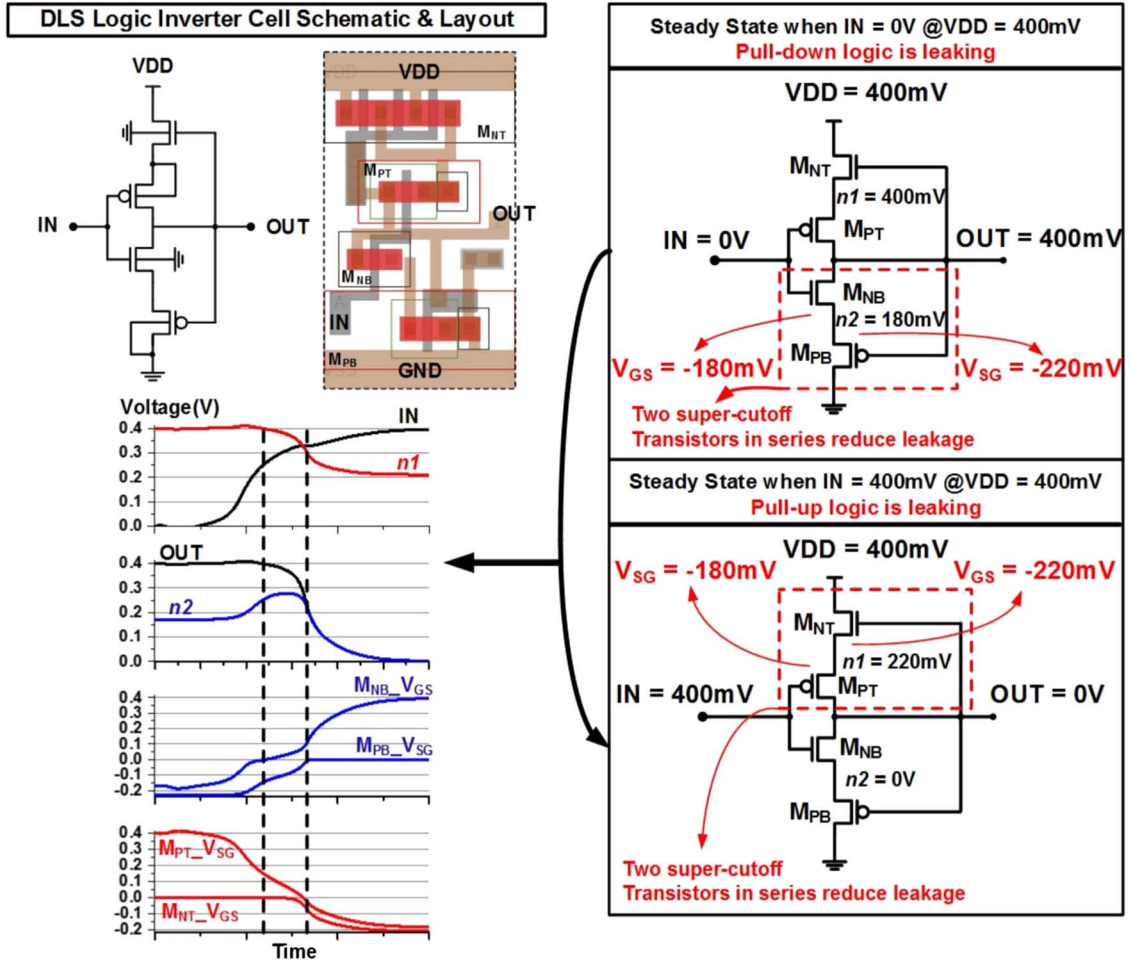 DLS Logic Inverter Cell Schematic & Layout
VDD
IN
OUT
VDD
VDD
MNT
MPT
OUT
MNB
A
IN
MPB
VSS
GND
Voltage(V)
IN
0.4
0.3
n1
0.2
0.1
0.0
OUT
0.4
n2
0.2
0.1
0.0
MNB_VGS
0.4
0.2
0.1
MPB_VSG
0.0
-0.1
-0.2
0.4
MPT_VSG
0.2
0.1
0.0
MNT_VGS
-0.1
-0.2
Time
Steady State when IN = 0V @VDD = 400mV
Pull-down logic is leaking
VDD = 400mV
MNT
n1 = 400mV
IN = 0V
MPT
OUT = 400mV
MNB
n2 = 180mV
MPB
VGS = -180mV
VSG = -220mV
Two super-cutoff
Transistors in series reduce leakage
Steady State when IN = 400mV @VDD = 400mV
Pull-up logic is leaking
VDD = 400mV
VSG = -180mV
VGS = -220mV
MNT
n1 = 220mV
IN = 400mV
MPT
OUT = 0V
MNB
n2 = 0V
MPB
Two super-cutoff
Transistors in series reduce leakage